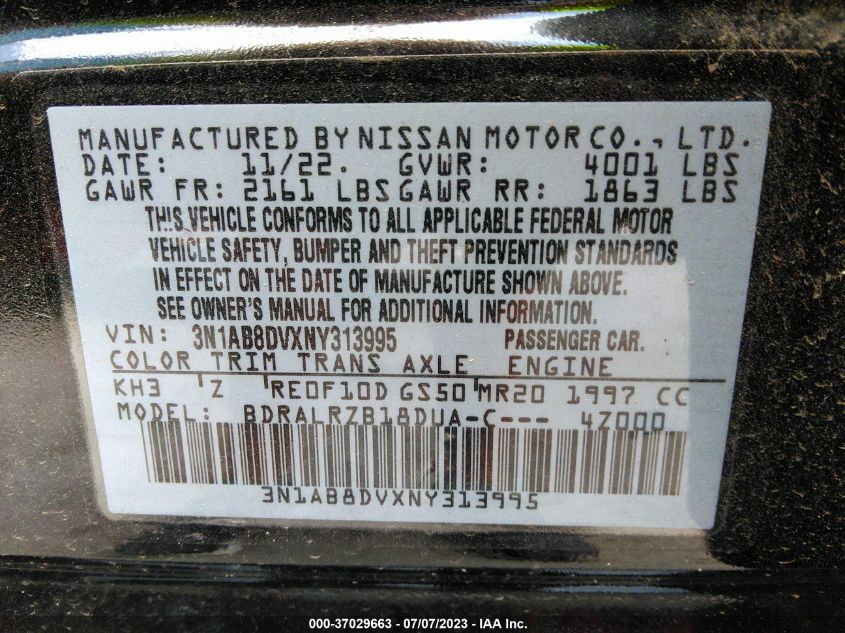 MANUFACTURED BY NISSAN MOTOR CO., LTD.
DATE: 11/22. GVWR: 4001 LBS
GAWR FR: 2161 LBS GAWR RR: 1863 LBS
THIS VEHICLE CONFORMS TO ALL APPLICABLE FEDERAL MOTOR
VEHICLE SAFETY, BUMPER AND THEFT PREVENTION STANDARDS
IN EFFECT ON THE DATE OF MANUFACTURE SHOWN ABOVE.
SEE OWNER'S MANUAL FOR ADDITIONAL INFORMATION.
VIN: 3N1AB8DVXNY313995 PASSENGER CAR.
COLOR TRIM TRANS AXLE ENGINE
KH3 Z RE0F10D GS50 MR20 1997 CC
MODEL: BDRALRZB18DUA-C--- 4Z000
3N1AB8DVXNY313995
000-37029663 - 07/07/2023 - IAA Inc.